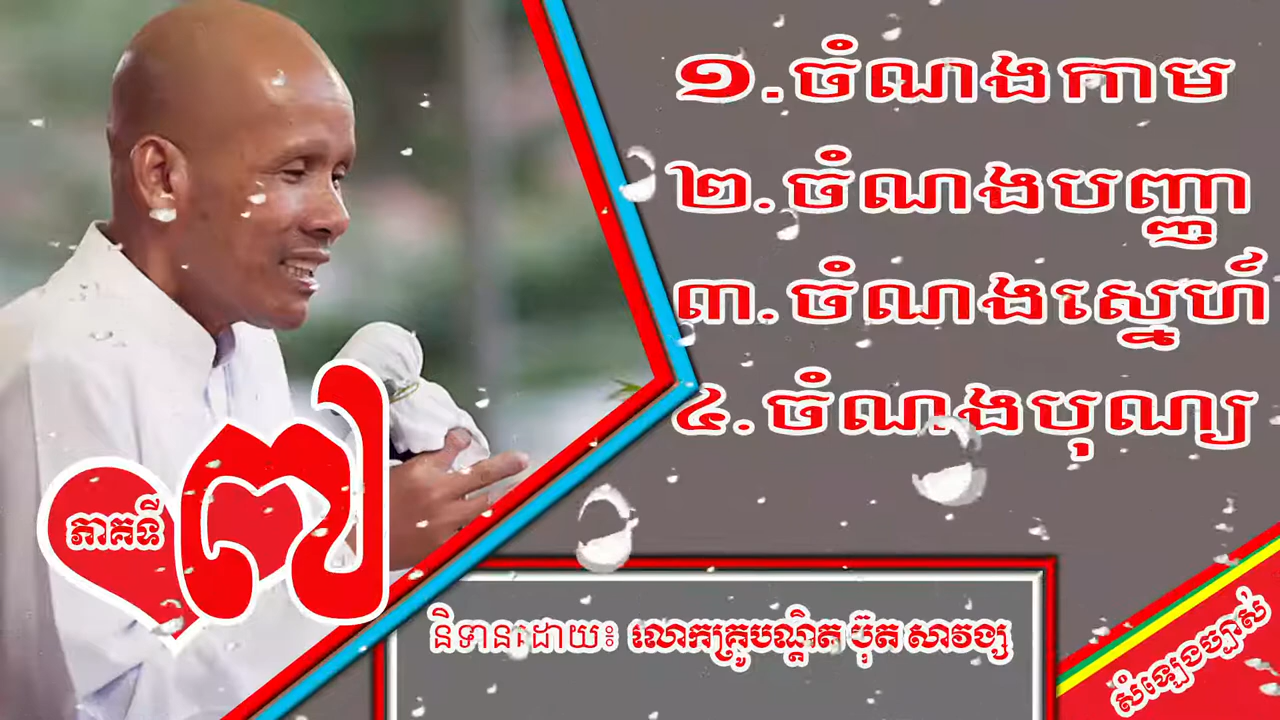 ១.ចំណងកាម
២.ចំណងបញ្ញា
៣.ចំណងស្នេហ៍
៤.ចំណងបុណ្យ
ភាគទី
៧
និទានដោយ៖ លោកគ្រូបណ្ឌិត ប៊ុត សាវង្ស
សំឡេងច្បាស់